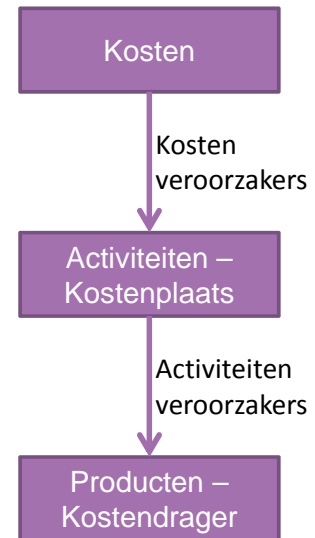 Kosten
Kosten
veroorzakers
Activiteiten –
Kostenplaats
Activiteiten
veroorzakers
Producten –
Kostendrager